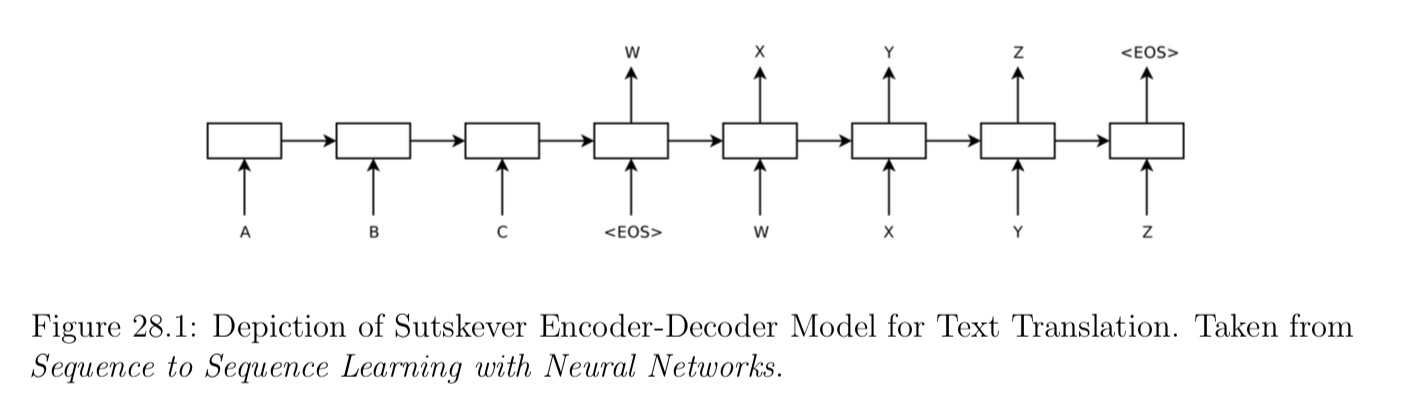 W X Y Z <EOS>
A B C <EOS> W X Y Z
Figure 28.1: Depiction of Sutskever Encoder-Decoder Model for Text Translation. Taken from
Sequence to Sequence Learning with Neural Networks.